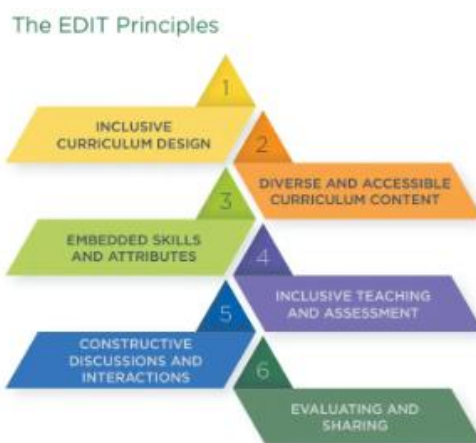 The EDIT Principles
1
INCLUSIVE
CURRICULUM DESIGN
2
DIVERSE AND ACCESSIBLE
CURRICULUM CONTENT
3
EMBEDDED SKILLS
AND ATTRIBUTES
4
INCLUSIVE TEACHING
AND ASSESSMENT
5
CONSTRUCTIVE
DISCUSSIONS AND
INTERACTIONS
6
EVALUATING AND
SHARING